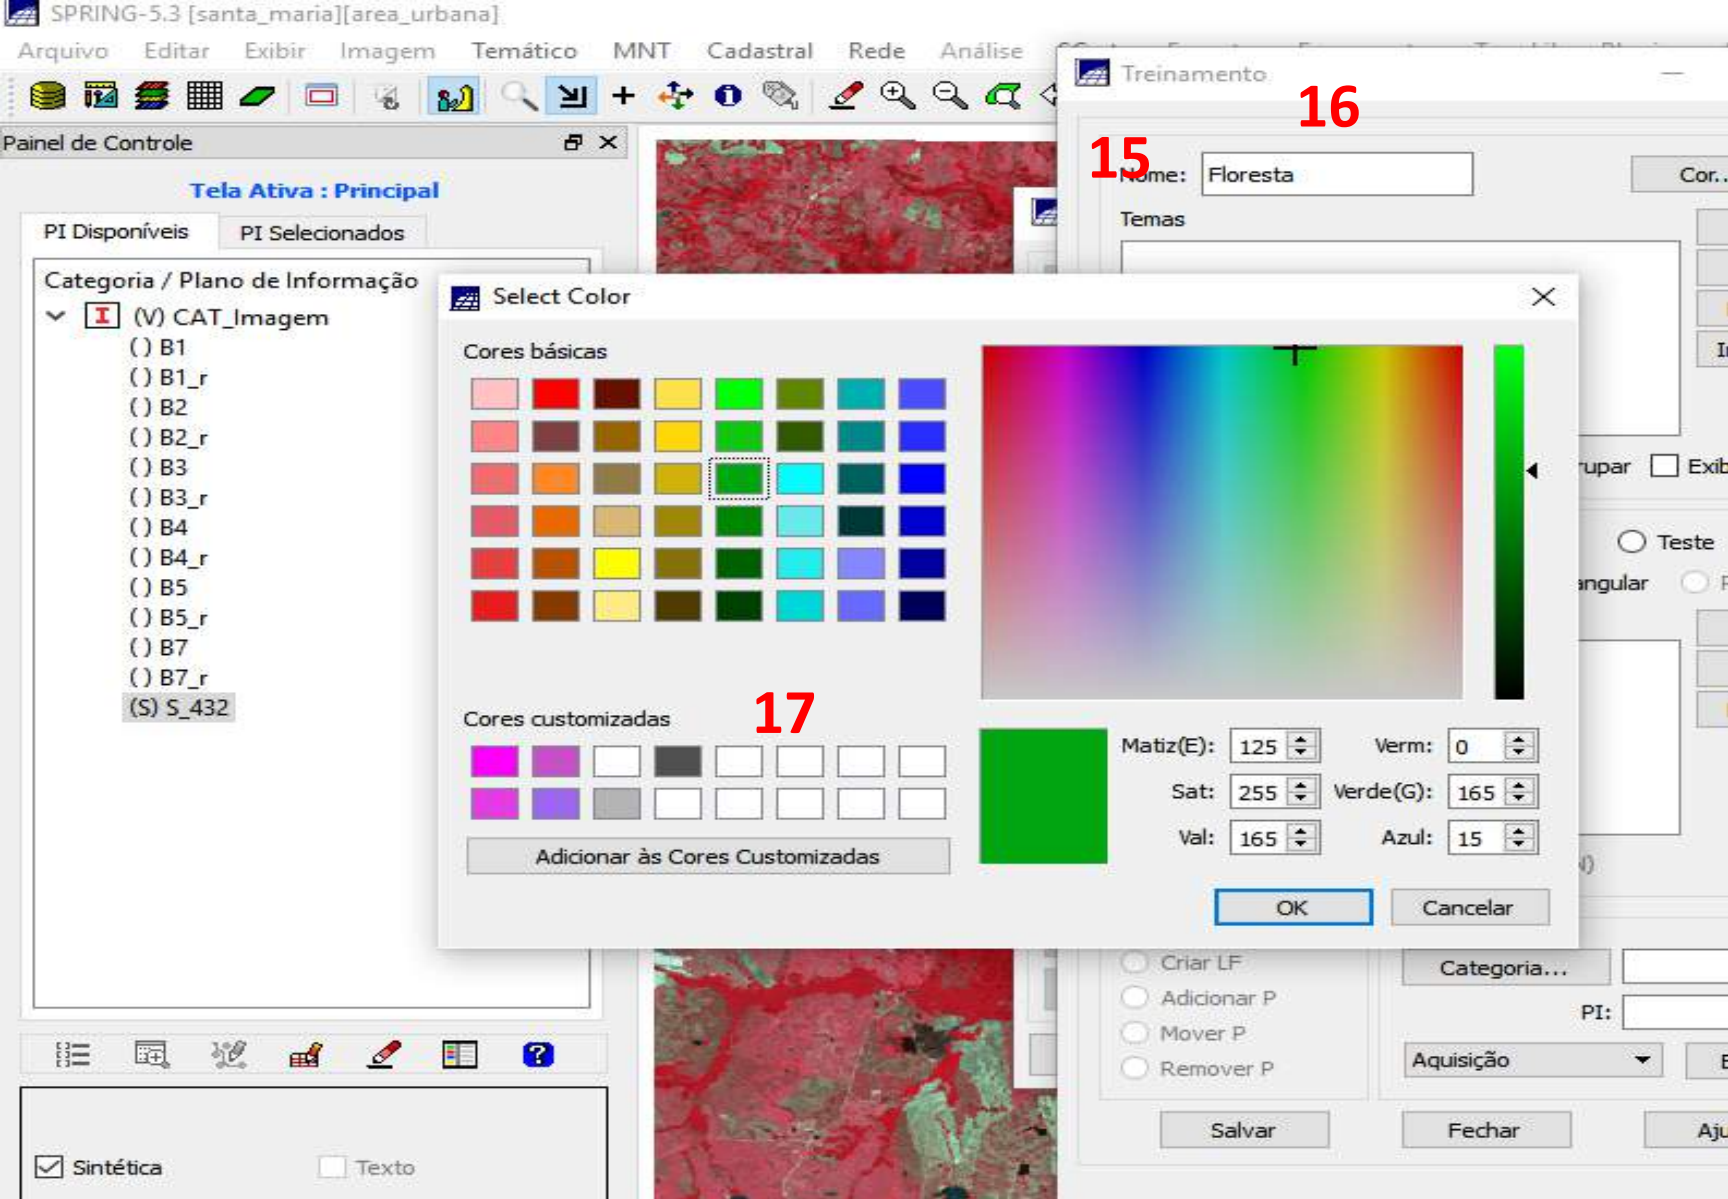 SPRING-5.3 [santa_maria][area_urbana]
Arquivo Editar Exibir Imagem Temático MNT Cadastral Rede Análise
Painel de Controle
Tela Ativa : Principal
PI Disponíveis PI Selecionados
Categoria / Plano de Informação
I (V) CAT_Imagem
( ) B1
( ) B1_r
( ) B2
( ) B2_r
( ) B3
( ) B3_r
( ) B4
( ) B4_r
( ) B5
( ) B5_r
( ) B7
( ) B7_r
(S) S_432
Sintética Texto
Treinamento
16
15
Nome: Floresta Cor...
Temas
Select Color
Cores básicas
Cores customizadas
17
Adicionar às Cores Customizadas
Matiz(E): 125 Verm: 0
Sat: 255 Verde(G): 165
Val: 165 Azul: 15
OK Cancelar
upar Exib
Teste
angular
Criar LF
Adicionar P
Mover P
Remover P
Categoria...
PI:
Aquisição
Salvar Fechar Aju